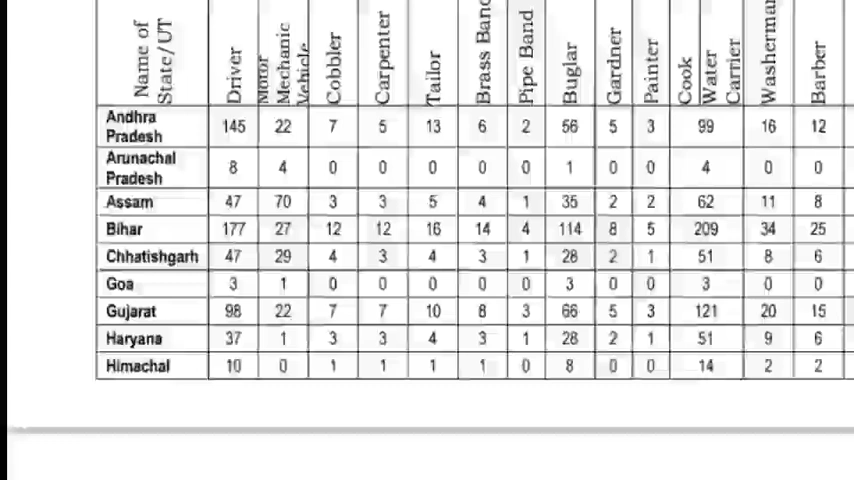 Name of State/UT Driver Motor Mechanic Vehicle Cobbler Carpenter Tailor Brass Band Pipe Band Buglar Gardner Painter Cook Water Carrier Washerman Barber
Andhra Pradesh 145 22 7 5 13 6 2 56 5 3 99 16 12
Arunachal Pradesh 8 4 0 0 0 0 0 1 0 0 4 0 0
Assam 47 70 3 3 5 4 1 35 2 2 62 11 8
Bihar 177 27 12 12 16 14 4 114 8 5 209 34 25
Chhatishgarh 47 29 4 3 4 3 1 28 2 1 51 8 6
Goa 3 1 0 0 0 0 0 3 0 0 3 0 0
Gujarat 98 22 7 7 10 8 3 66 5 3 121 20 15
Haryana 37 1 3 3 4 3 1 28 2 1 51 9 6
Himachal 10 0 1 1 1 1 0 8 0 0 14 2 2